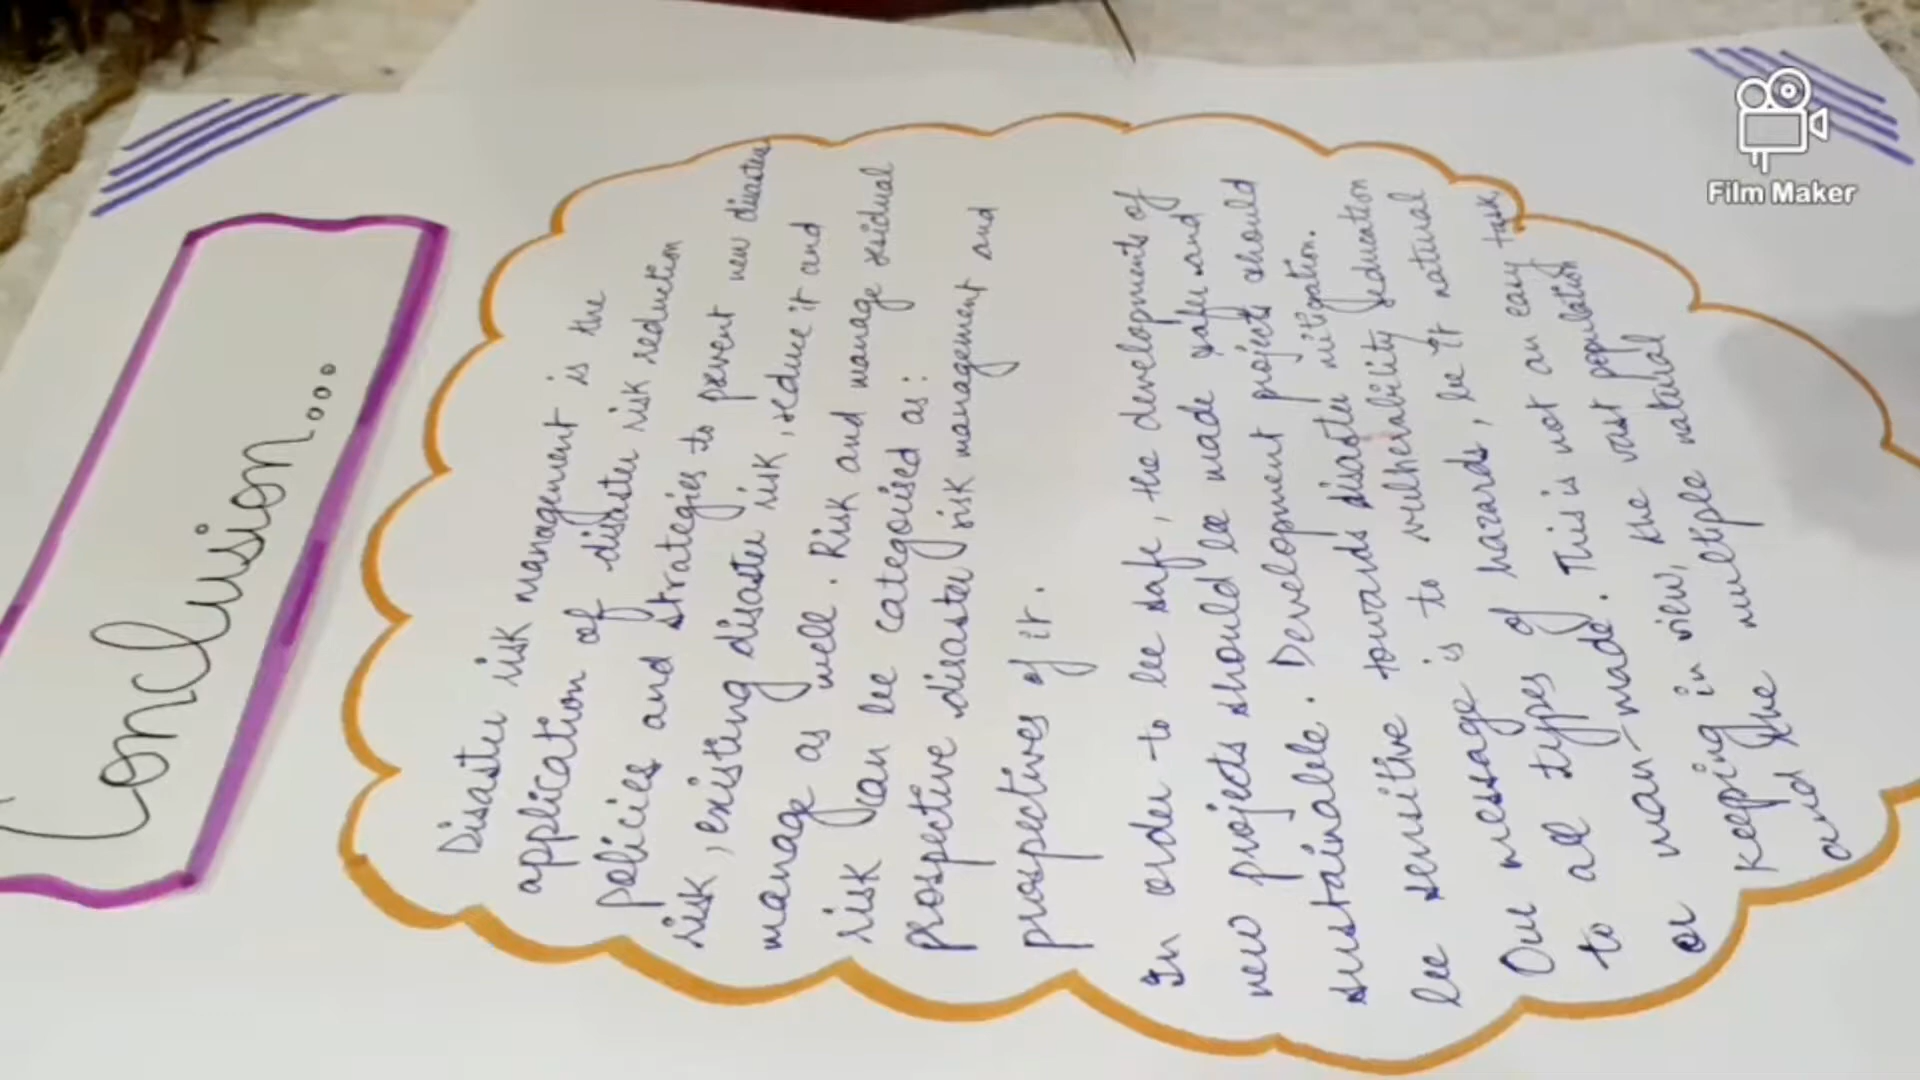 Conclusion...
Disaster risk management is the
application of disaster risk reduction
policies and strategies to prevent new disaster
risk, existing disaster risk, reduce it and
manage as well. Risk and manage residual
risk can be categorised as:
prospective disaster risk management and
prospectives of it.
In order to be safe, the developments of
new projects should be made safer and
sustainable. Development projects should
be sensitive towards disaster mitigation.
Our message is to vulnerability reduction
to all types of hazards, be it natural
or man-made. This is not an easy task
keeping in view, the vast population
and the multiple natural
Film Maker